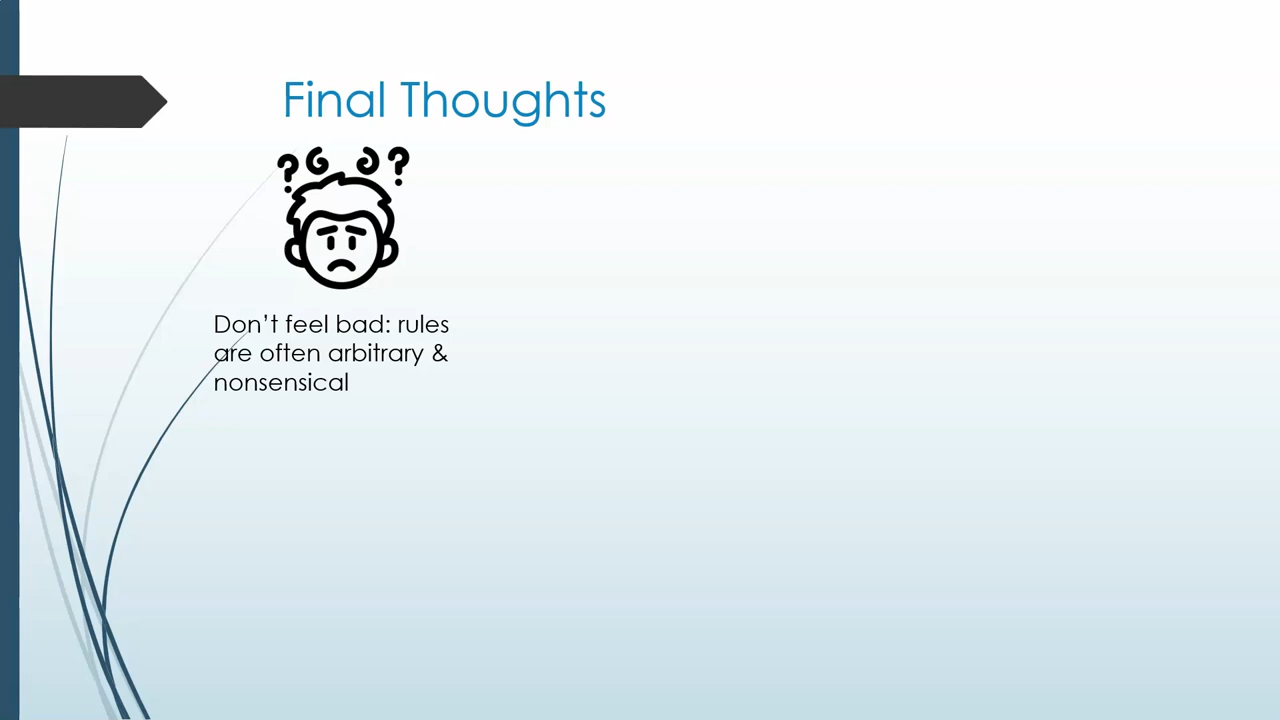 Final Thoughts
Don’t feel bad: rules
are often arbitrary &
nonsensical